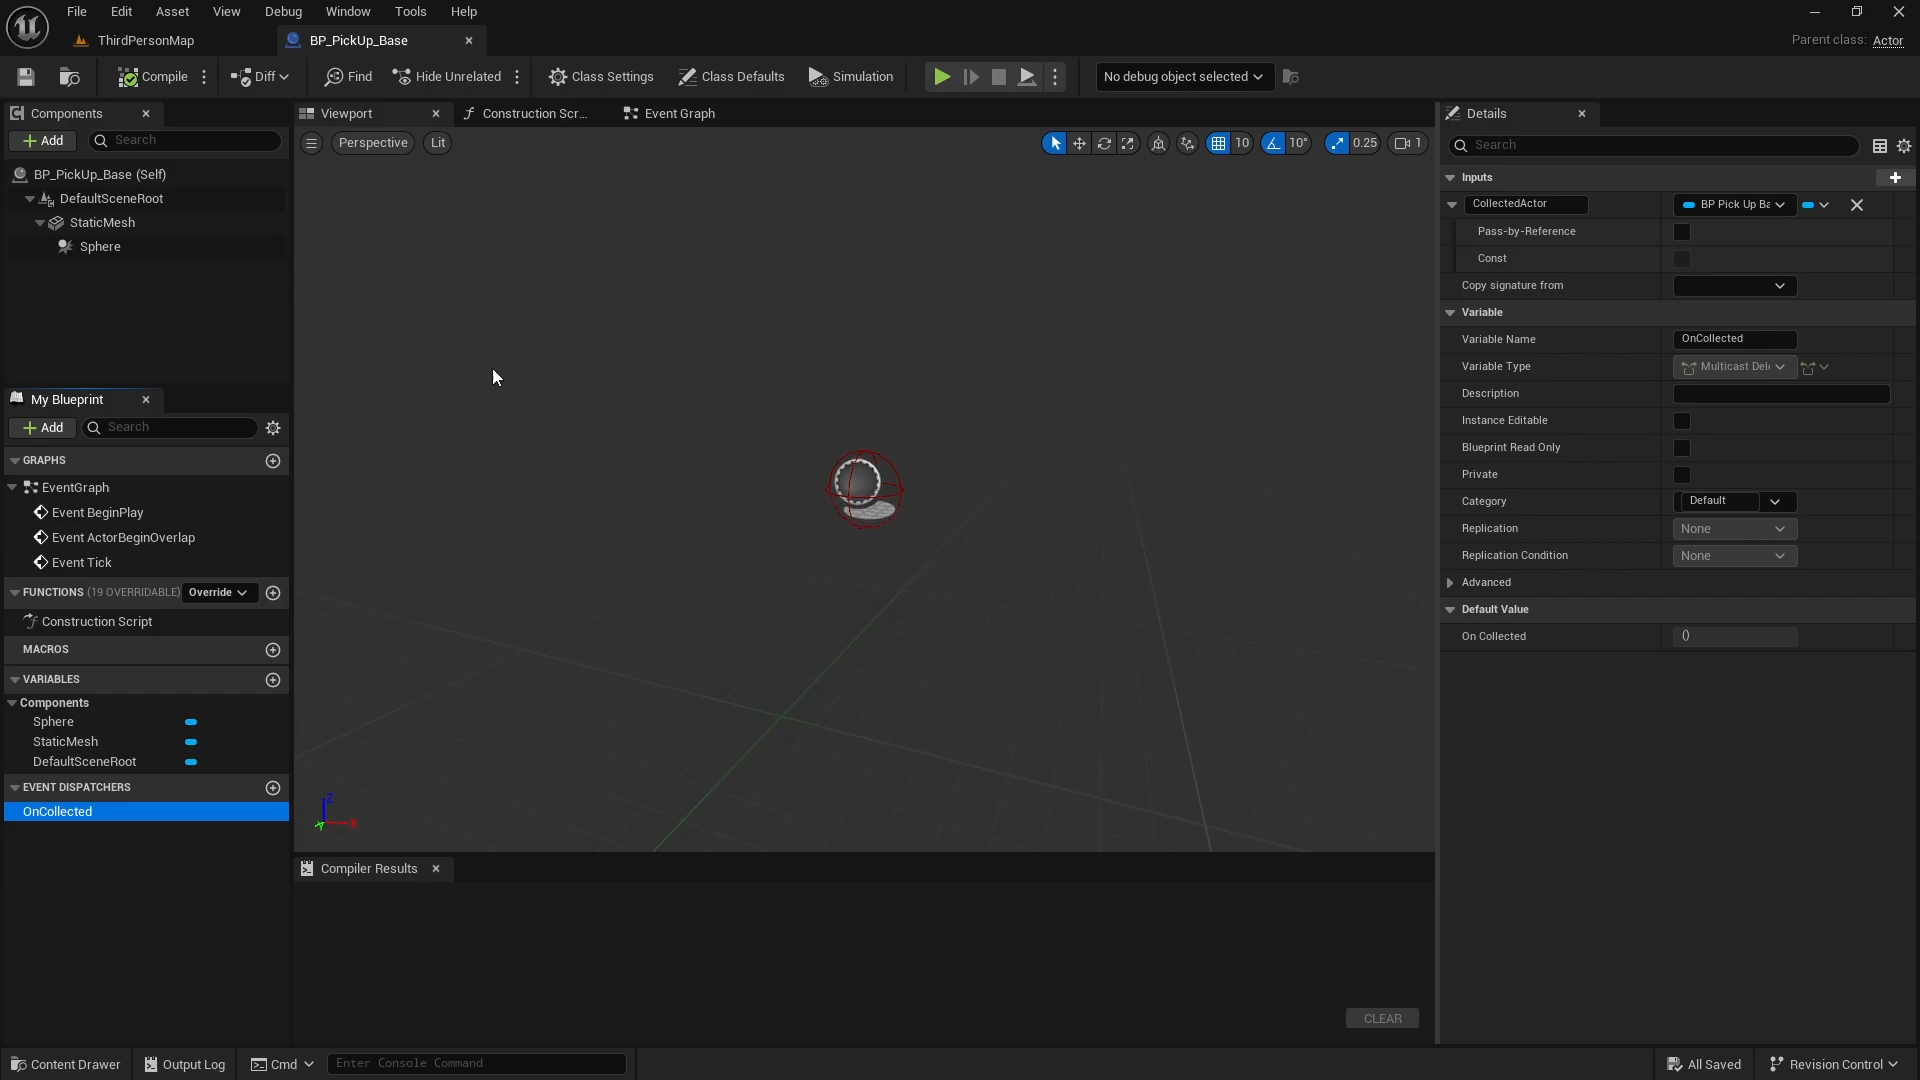 File Edit Asset View Debug Window Tools Help
ThirdPersonMap
BP_PickUp_Base
Parent class: Actor
Compile
Diff
Find
Hide Unrelated
Class Settings
Class Defaults
Simulation
No debug object selected
Components
Add
Search
BP_PickUp_Base (Self)
DefaultSceneRoot
StaticMesh
Sphere
My Blueprint
Add
Search
GRAPHS
EventGraph
Event BeginPlay
Event ActorBeginOverlap
Event Tick
FUNCTIONS (19 OVERRIDABLE) Override
Construction Script
MACROS
VARIABLES
Components
Sphere
StaticMesh
DefaultSceneRoot
EVENT DISPATCHERS
OnCollected
Viewport
Construction Scr...
Event Graph
Perspective
Lit
10
10°
0.25
1
Z
X
Y
Compiler Results
CLEAR
Details
Search
Inputs
CollectedActor BP Pick Up Ba
Pass-by-Reference
Const
Copy signature from
Variable
Variable Name OnCollected
Variable Type Multicast Del
Description
Instance Editable
Blueprint Read Only
Private
Category Default
Replication None
Replication Condition None
Advanced
Default Value
On Collected ()
Content Drawer
Output Log
Cmd
Enter Console Command
All Saved
Revision Control